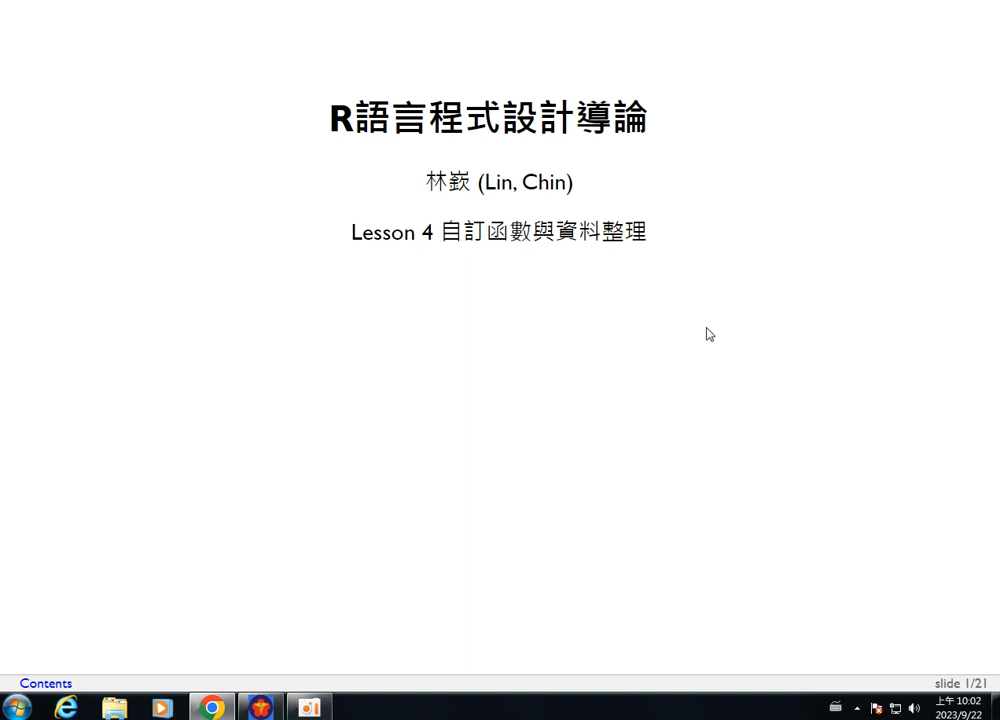 R語言程式設計導論
林嶔 (Lin, Chin)
Lesson 4 自訂函數與資料整理
Contents
slide 1/21
上午 10:02
2023/9/22